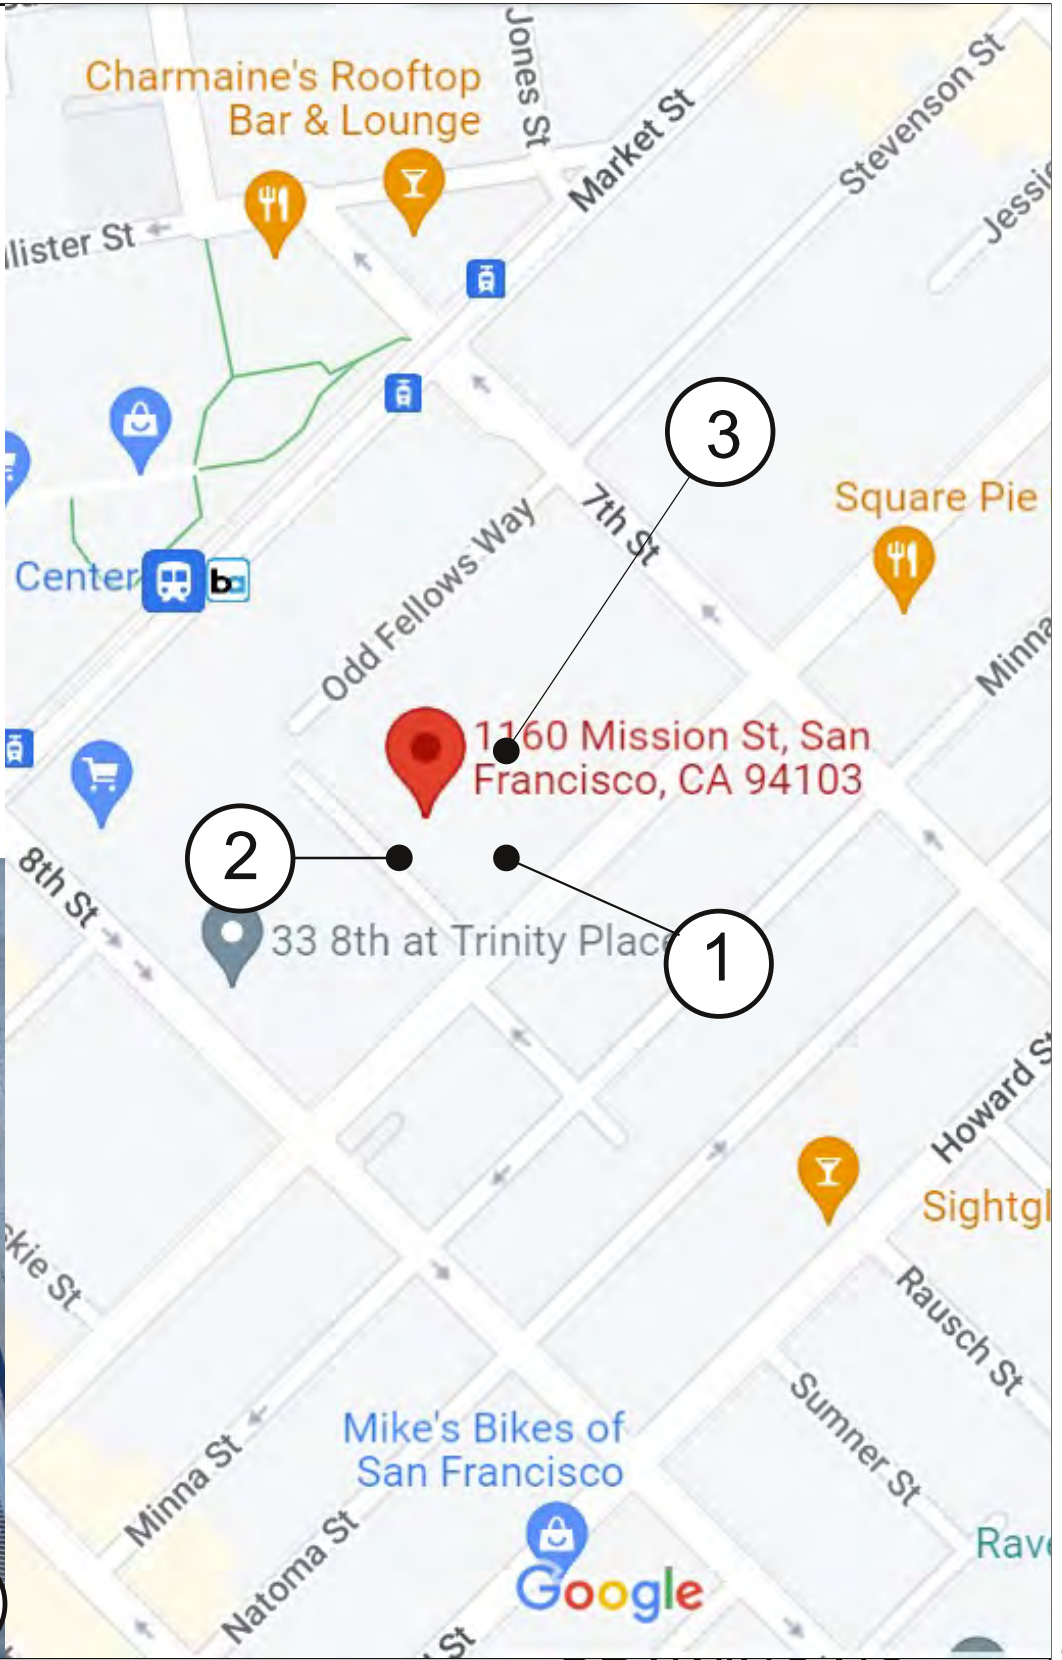 Charmaine's Rooftop
Bar & Lounge
Jones St
Market St
Stevenson St
Jessie
lister St
3
7th St
Square Pie
Center
Odd Fellows Way
Minna
1160 Mission St, San
Francisco, CA 94103
2
8th St
33 8th at Trinity Place
1
Howard St
Sightgl
kie St
Rausch St
Mike's Bikes of
San Francisco
Sumner St
Minna St
Natoma St
Rave
Google
St